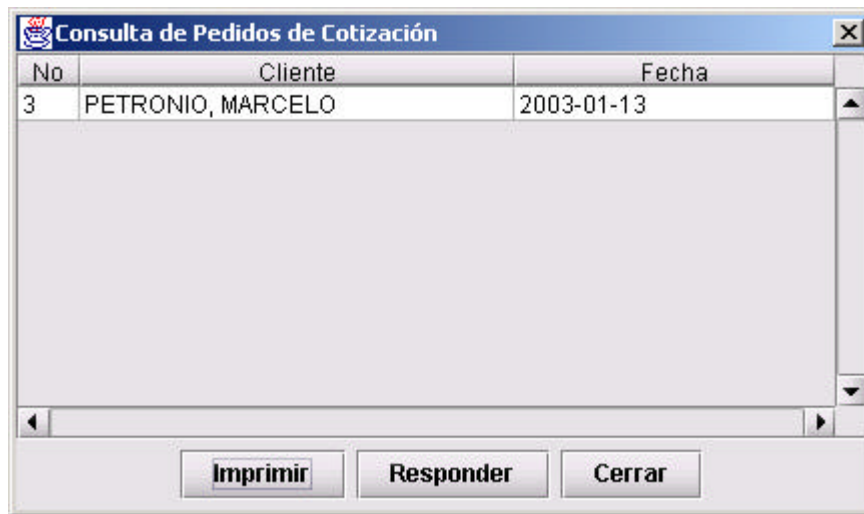 Consulta de Pedidos de Cotización
No Cliente Fecha
3 PETRONIO, MARCELO 2003-01-13
Imprimir Responder Cerrar